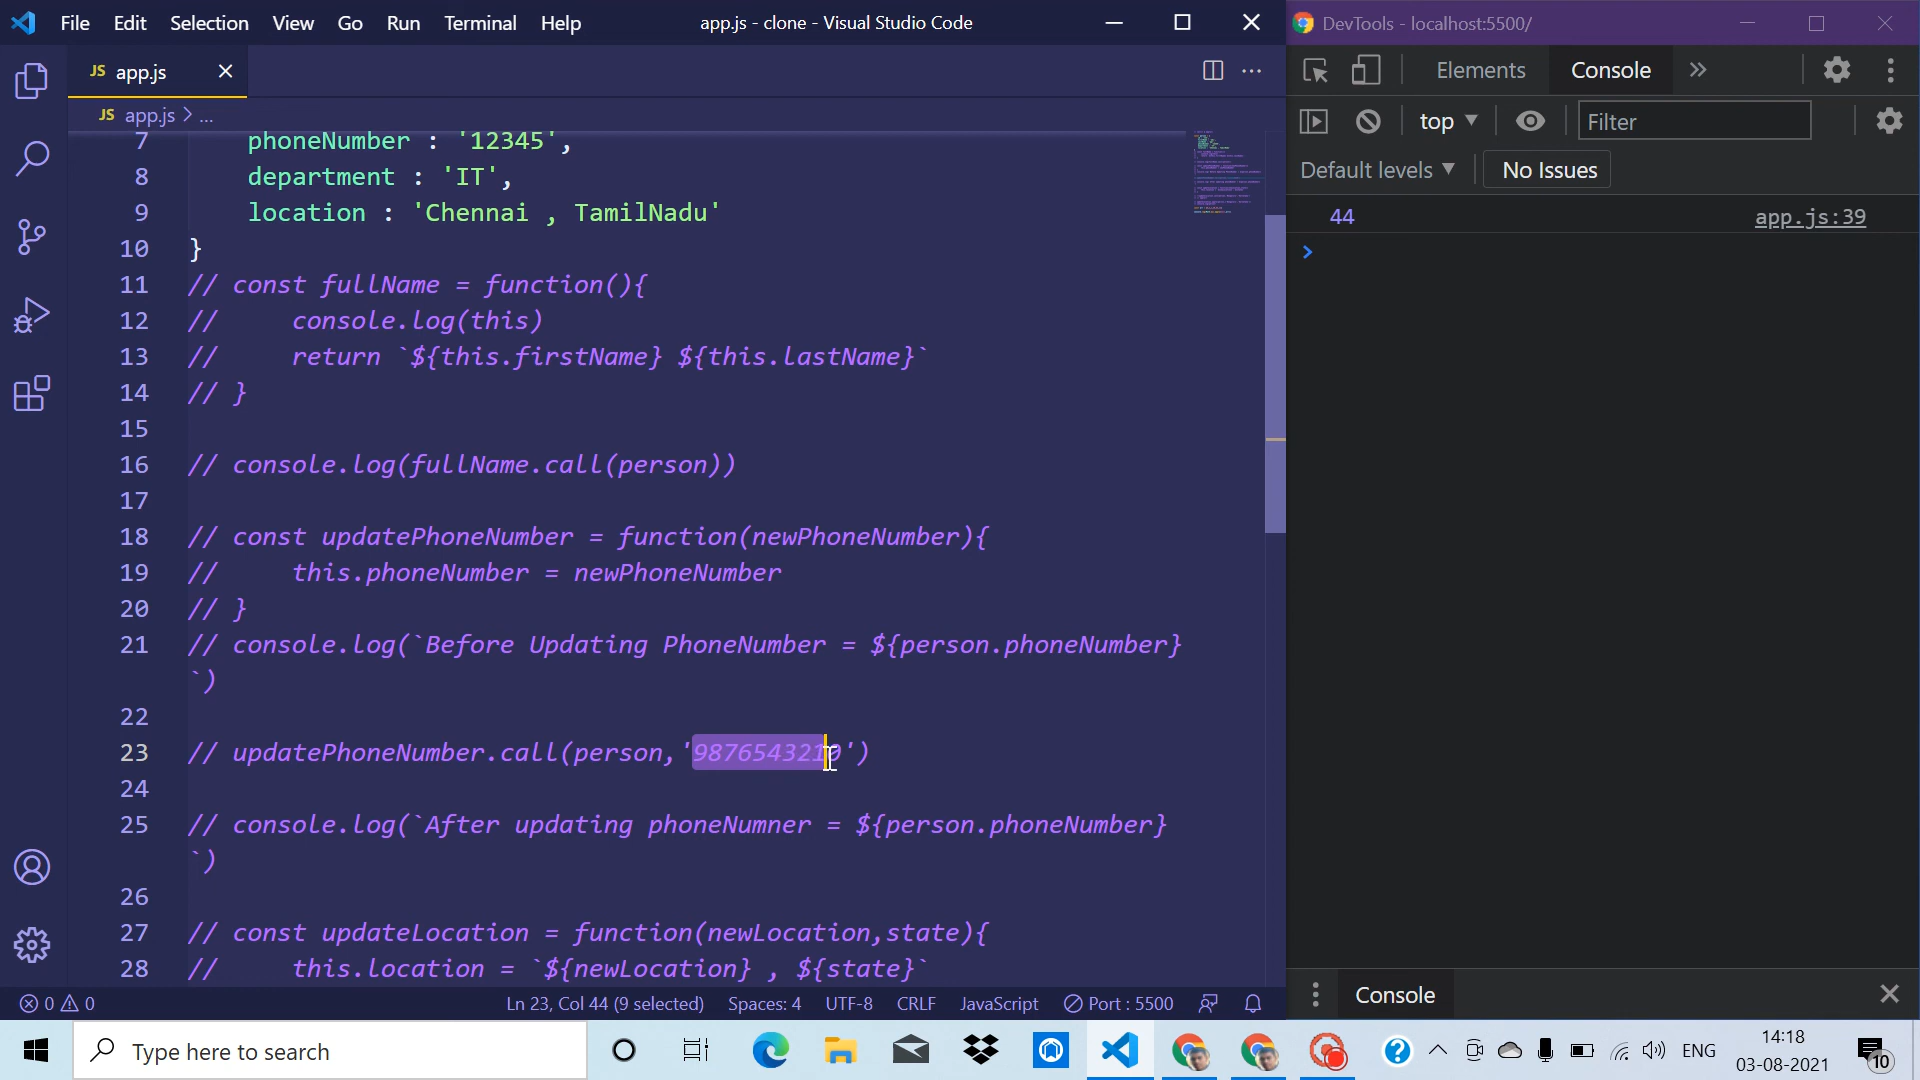 File Edit Selection View Go Run Terminal Help
app.js - clone - Visual Studio Code
JS app.js
JS app.js > ...
7 phoneNumber : '12345',
8 department : 'IT',
9 location : 'Chennai , TamilNadu'
10 }
11 // const fullName = function(){
12 // console.log(this)
13 // return `${this.firstName} ${this.lastName}`
14 // }
15
16 // console.log(fullName.call(person))
17
18 // const updatePhoneNumber = function(newPhoneNumber){
19 // this.phoneNumber = newPhoneNumber
20 // }
21 // console.log(`Before Updating PhoneNumber = ${person.phoneNumber}
`)
22
23 // updatePhoneNumber.call(person,'9876543210')
24
25 // console.log(`After updating phoneNumner = ${person.phoneNumber}
`)
26
27 // const updateLocation = function(newLocation,state){
28 // this.location = `${newLocation} , ${state}`
0 0 Ln 23, Col 44 (9 selected) Spaces: 4 UTF-8 CRLF JavaScript Port : 5500
DevTools - localhost:5500/
Elements Console »
top Filter
Default levels No Issues
44 app.js:39
>
Console
Type here to search
ENG
14:18
03-08-2021
10